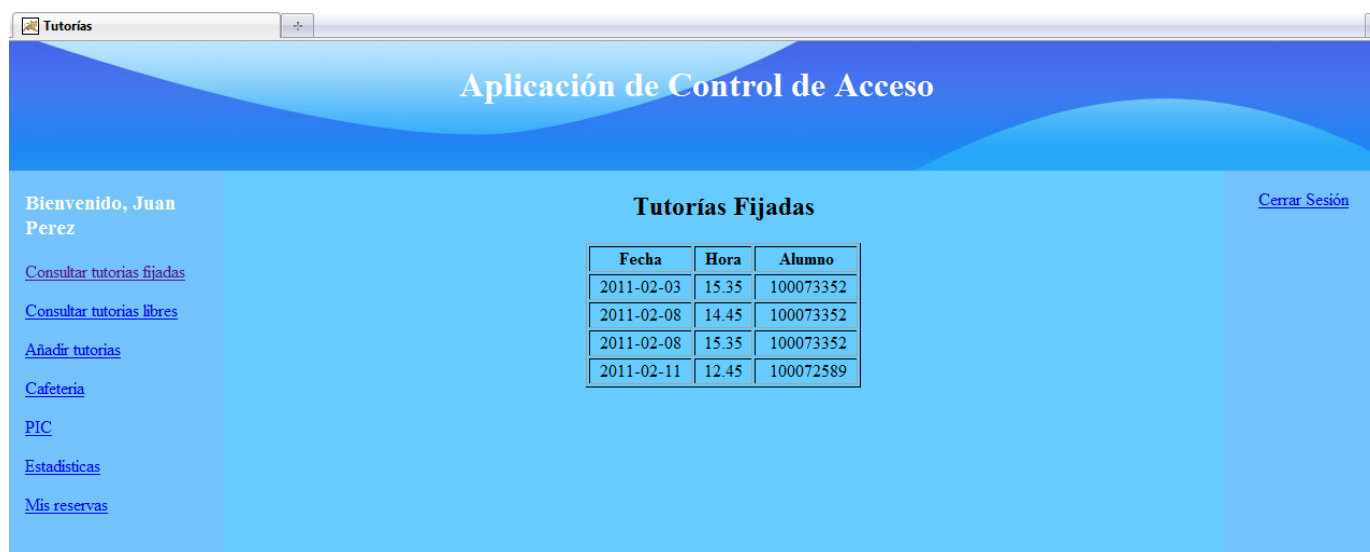 Tutorías
Aplicación de Control de Acceso
Bienvenido, Juan
Perez
Consultar tutorias fijadas
Consultar tutorias libres
Añadir tutorias
Cafeteria
PIC
Estadísticas
Mis reservas
Tutorías Fijadas
Fecha Hora Alumno
2011-02-03 15.35 100073352
2011-02-08 14.45 100073352
2011-02-08 15.35 100073352
2011-02-11 12.45 100072589
Cerrar Sesión